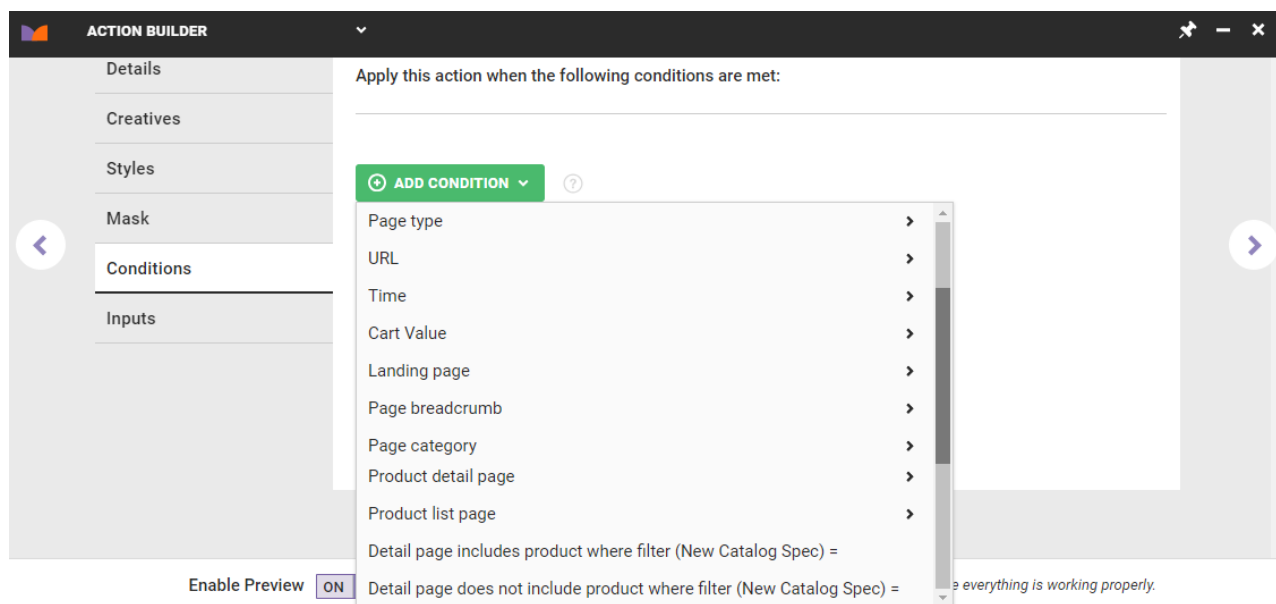 ACTION BUILDER
Details
Creatives
Styles
Mask
Conditions
Inputs
Apply this action when the following conditions are met:
ADD CONDITION
?
Page type
URL
Time
Cart Value
Landing page
Page breadcrumb
Page category
Product detail page
Product list page
Detail page includes product where filter (New Catalog Spec) =
Detail page does not include product where filter (New Catalog Spec) =
Enable Preview ON
everything is working properly.